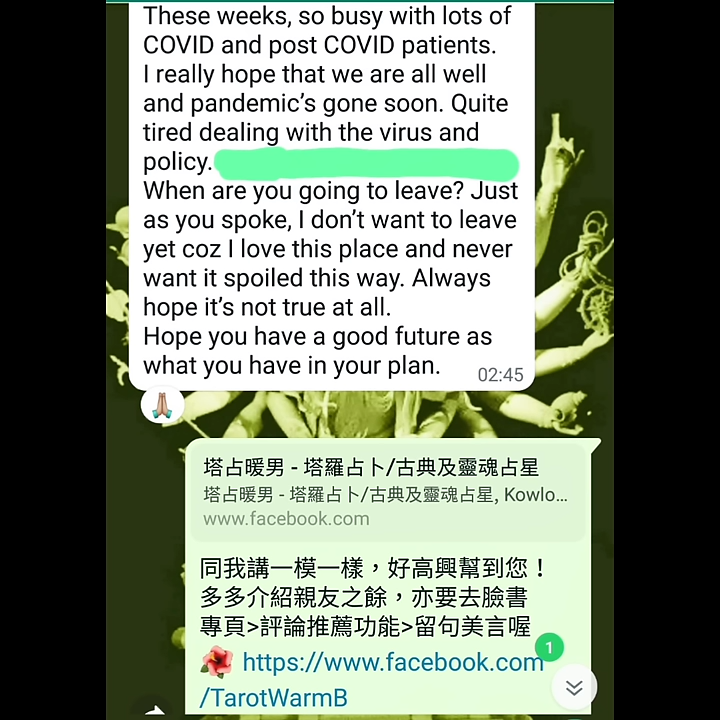 These weeks, so busy with lots of
COVID and post COVID patients.
I really hope that we are all well
and pandemic's gone soon. Quite
tired dealing with the virus and
policy.
When are you going to leave? Just
as you spoke, I don't want to leave
yet coz I love this place and never
want it spoiled this way. Always
hope it's not true at all.
Hope you have a good future as
what you have in your plan.
02:45
塔占暖男 - 塔羅占卜/古典及靈魂占星
塔占暖男 - 塔羅占卜/古典及靈魂占星, Kowlo...
www.facebook.com
同我講一模一樣，好高興幫到您！
多多介紹親友之餘，亦要去臉書
專頁>評論推薦功能>留句美言喔
1
https://www.facebook.com
/TarotWarmB